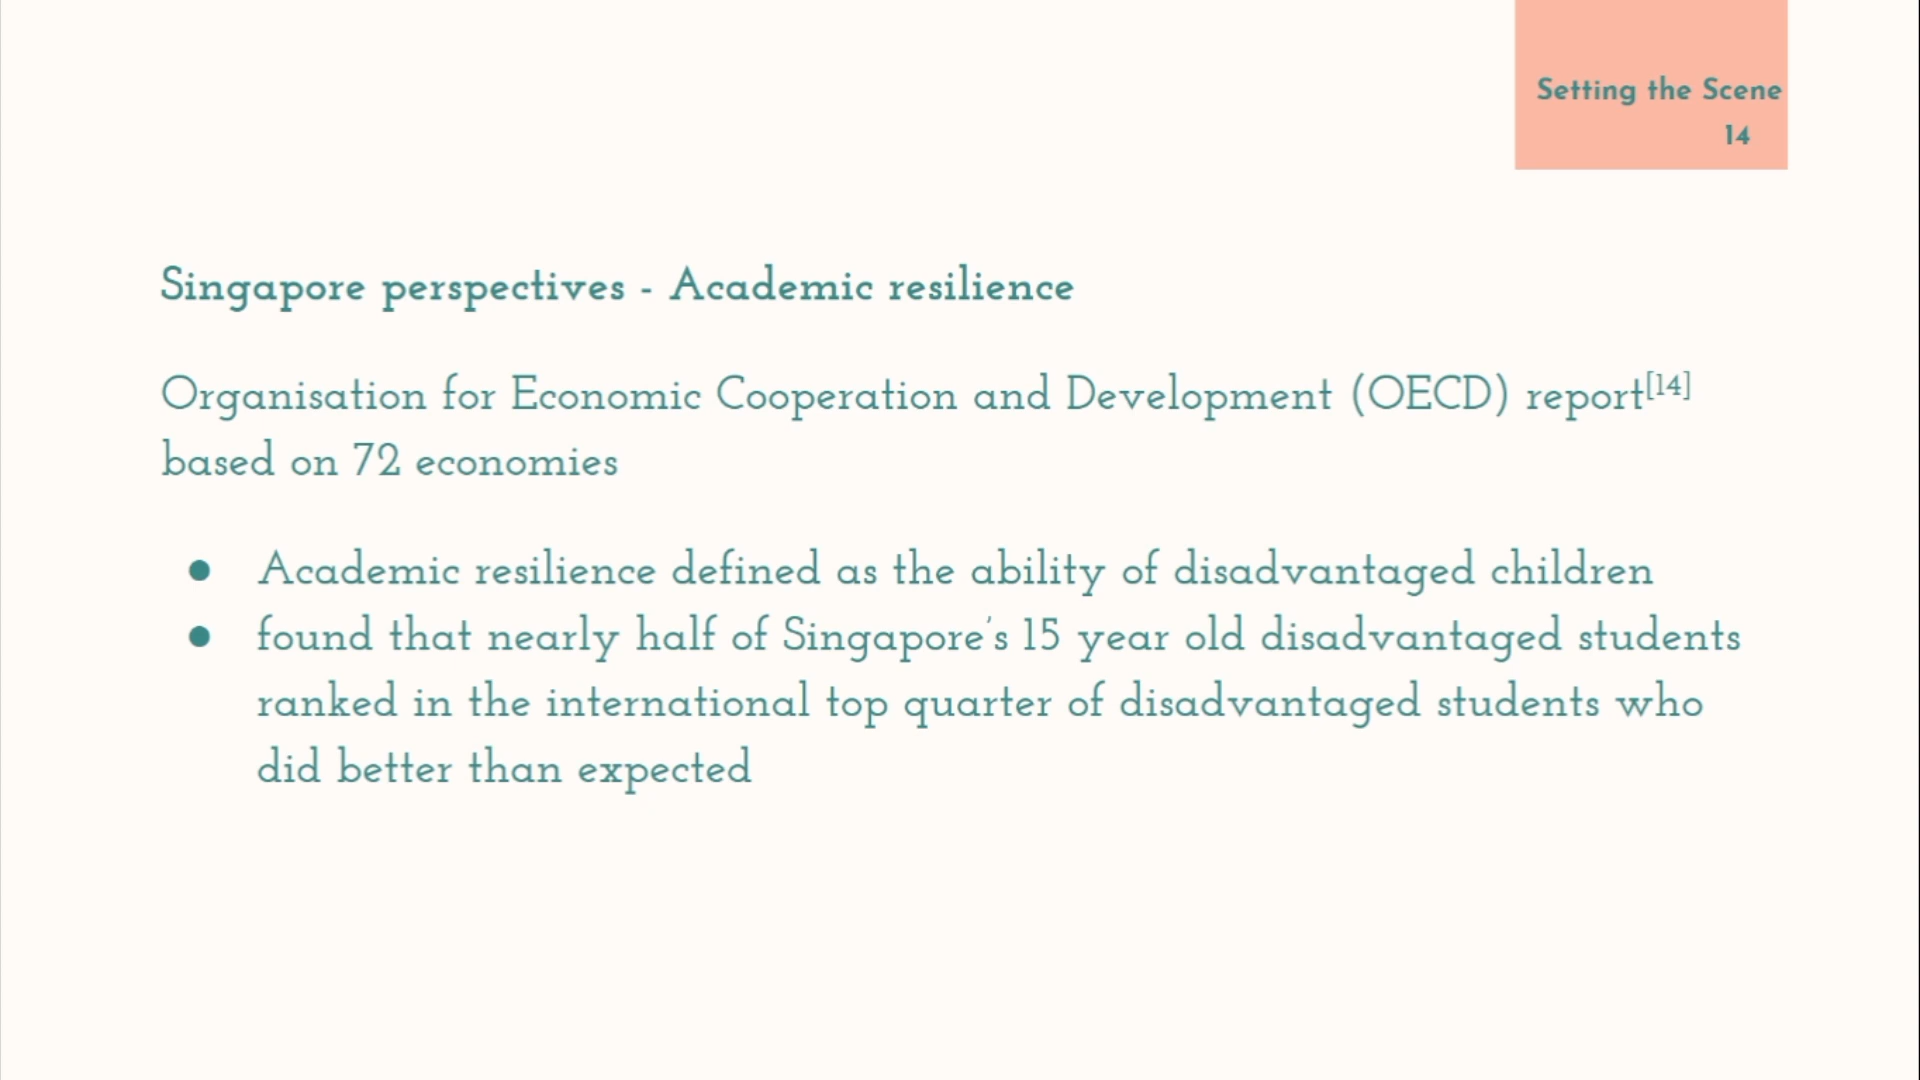 Setting the Scene
14
Singapore perspectives - Academic resilience
Organisation for Economic Cooperation and Development (OECD) report[14]
based on 72 economies
● Academic resilience defined as the ability of disadvantaged children
● found that nearly half of Singapore's 15 year old disadvantaged students
ranked in the international top quarter of disadvantaged students who
did better than expected